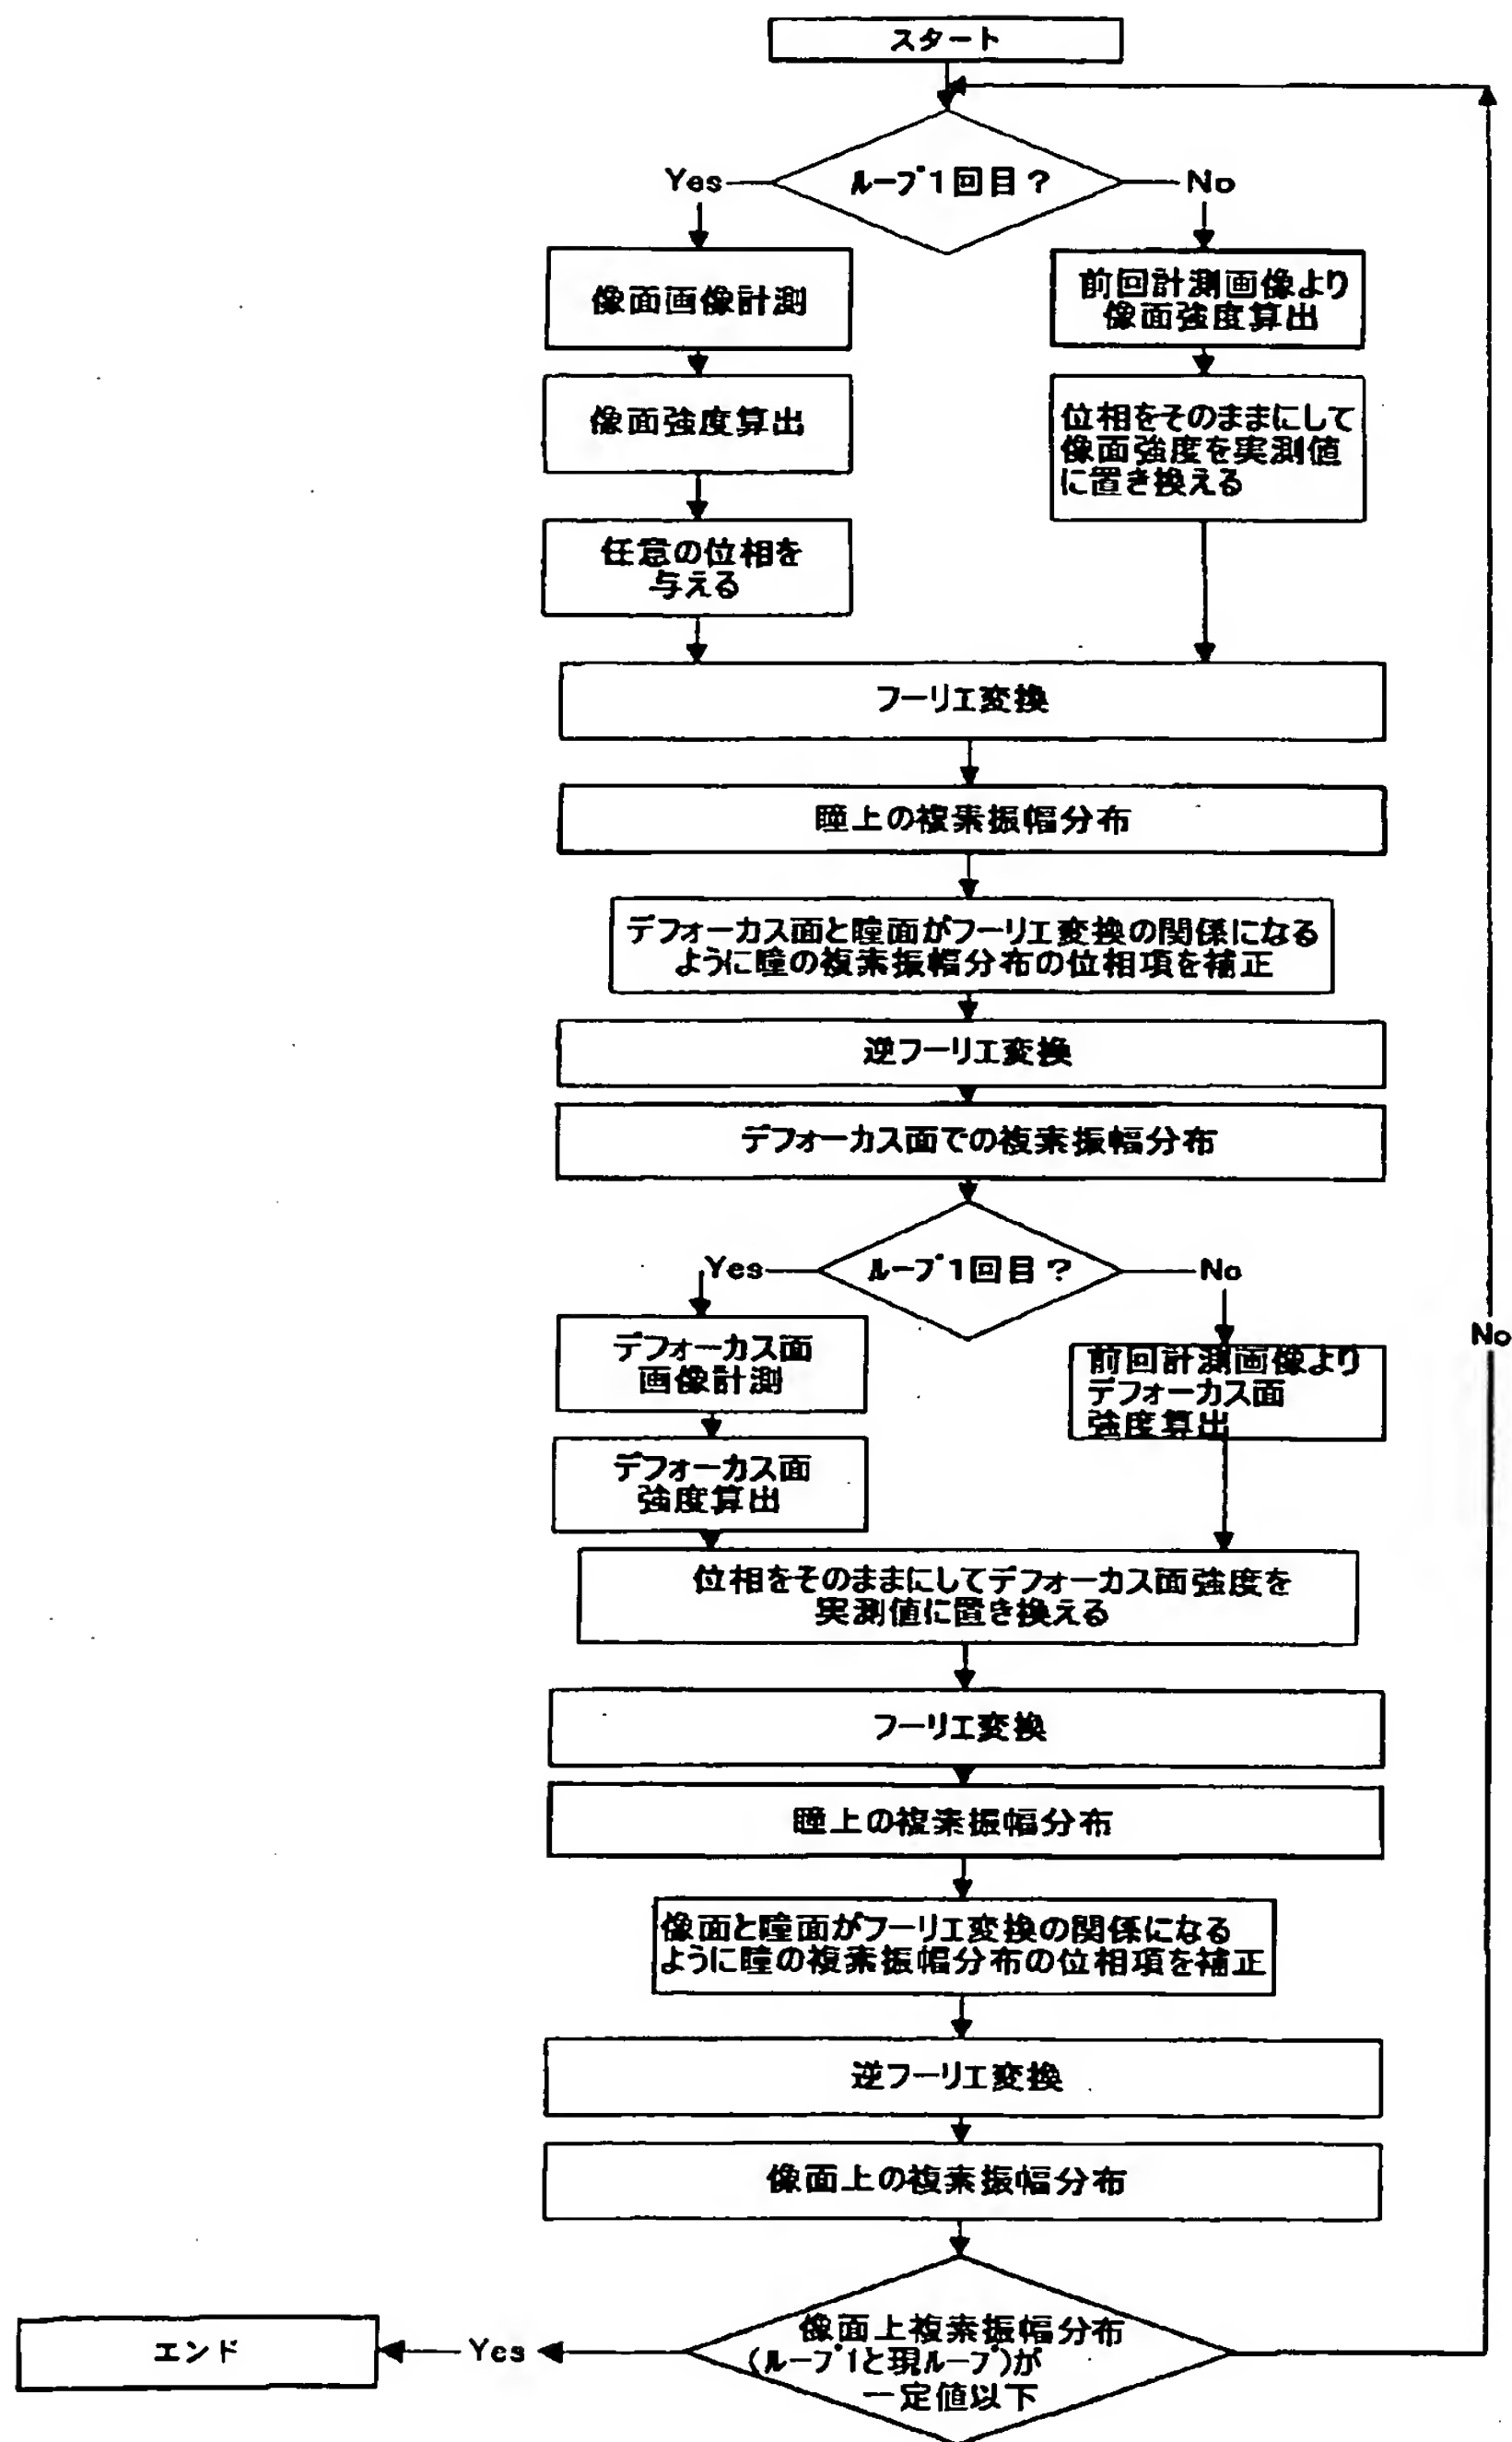 スタート
ループ1回目？
Yes
No
像面画像計測
前回計測画像より
像面強度算出
像面強度算出
位相をそのままにして
像面強度を実測値
に置き換える
任意の位相を
与える
フーリエ変換
瞳上の複素振幅分布
デフォーカス面と瞳面がフーリエ変換の関係になる
ように瞳の複素振幅分布の位相項を補正
逆フーリエ変換
デフォーカス面での複素振幅分布
ループ1回目？
Yes
No
デフォーカス面
画像計測
前回計測画像より
デフォーカス面
強度算出
デフォーカス面
強度算出
位相をそのままにしてデフォーカス面強度を
実測値に置き換える
フーリエ変換
瞳上の複素振幅分布
像面と瞳面がフーリエ変換の関係になる
ように瞳の複素振幅分布の位相項を補正
逆フーリエ変換
像面上の複素振幅分布
像面上複素振幅分布
(ループ1と現ループ)が
一定値以下
Yes
エンド
No